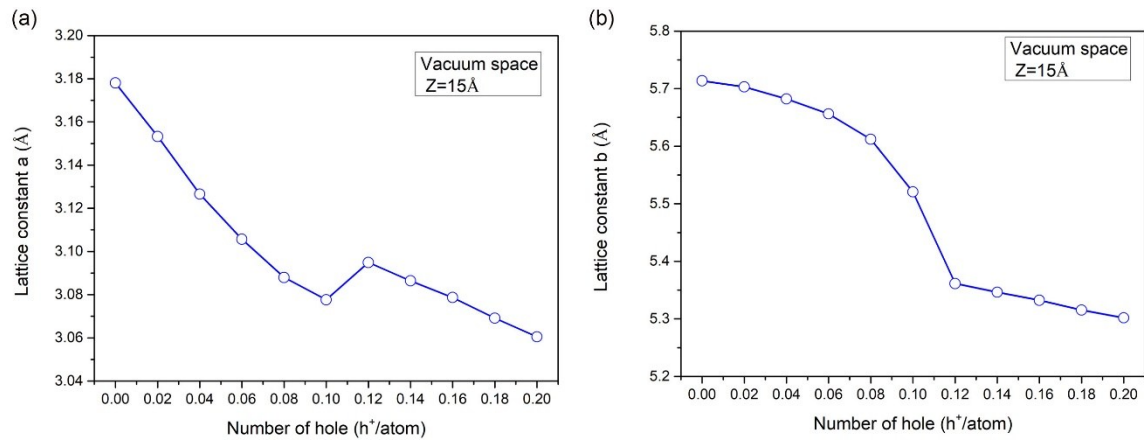 (a)
3.20
3.18
3.16
3.14
3.12
3.10
3.08
3.06
3.04
Lattice constant a (Å)
Vacuum space
Z=15Å
0.00 0.02 0.04 0.06 0.08 0.10 0.12 0.14 0.16 0.18 0.20
Number of hole (h⁺/atom)
(b)
5.8
5.7
5.6
5.5
5.4
5.3
5.2
Lattice constant b (Å)
Vacuum space
Z=15Å
0.00 0.02 0.04 0.06 0.08 0.10 0.12 0.14 0.16 0.18 0.20
Number of hole (h⁺/atom)